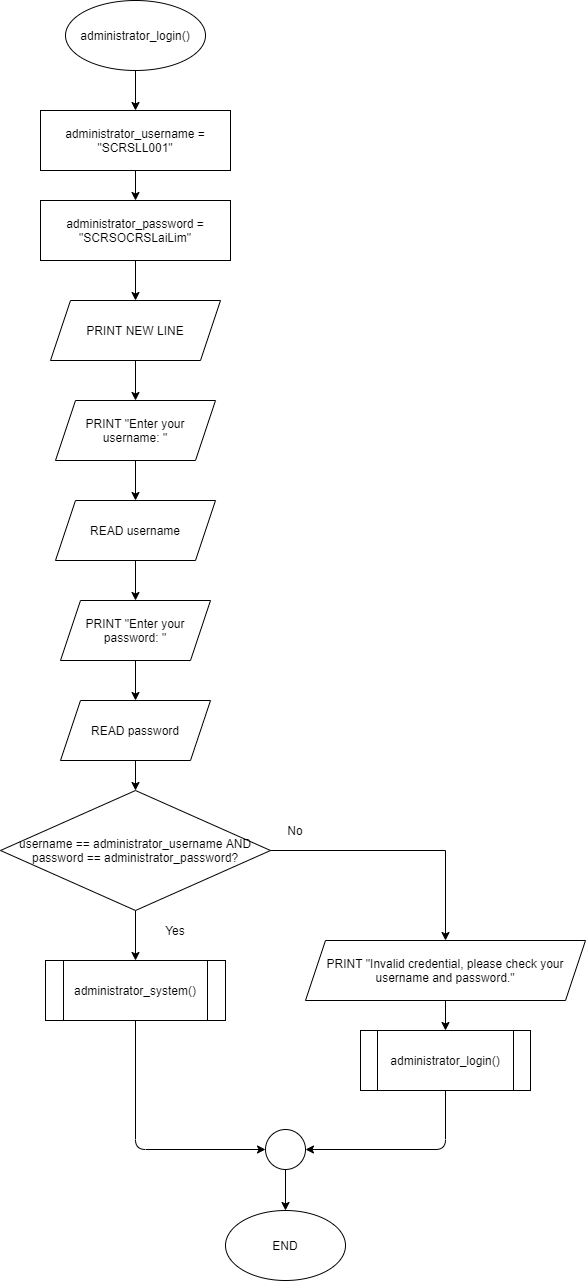 administrator_login()
administrator_username =
"SCRSLL001"
administrator_password =
"SCRSOCRSLaiLim"
PRINT NEW LINE
PRINT "Enter your
username: "
READ username
PRINT "Enter your
password: "
READ password
username == administrator_username AND
password == administrator_password?
No
Yes
PRINT "Invalid credential, please check your
username and password."
administrator_system()
administrator_login()
END